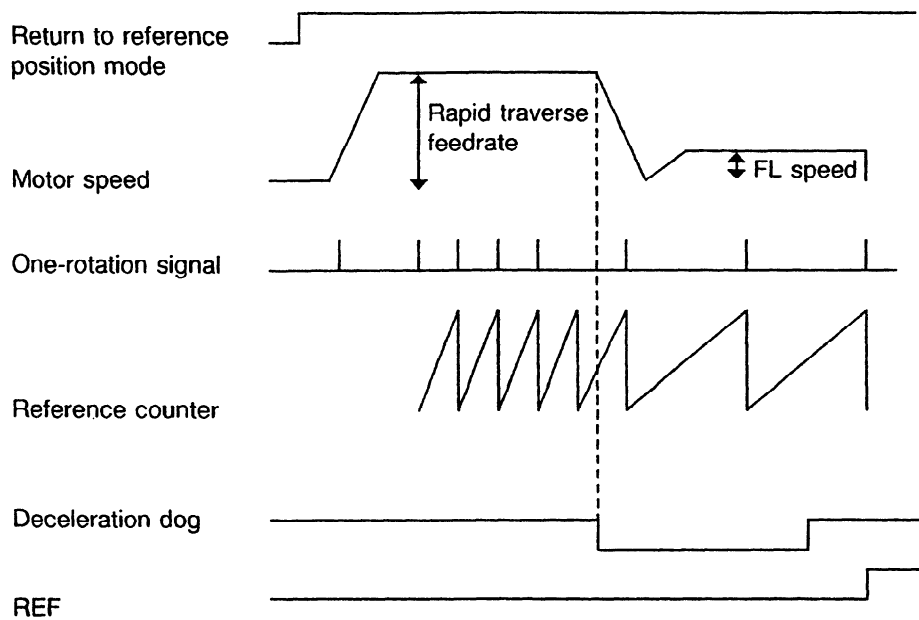 Return to reference
position mode
Rapid traverse
feedrate
Motor speed
FL speed
One-rotation signal
Reference counter
Deceleration dog
REF